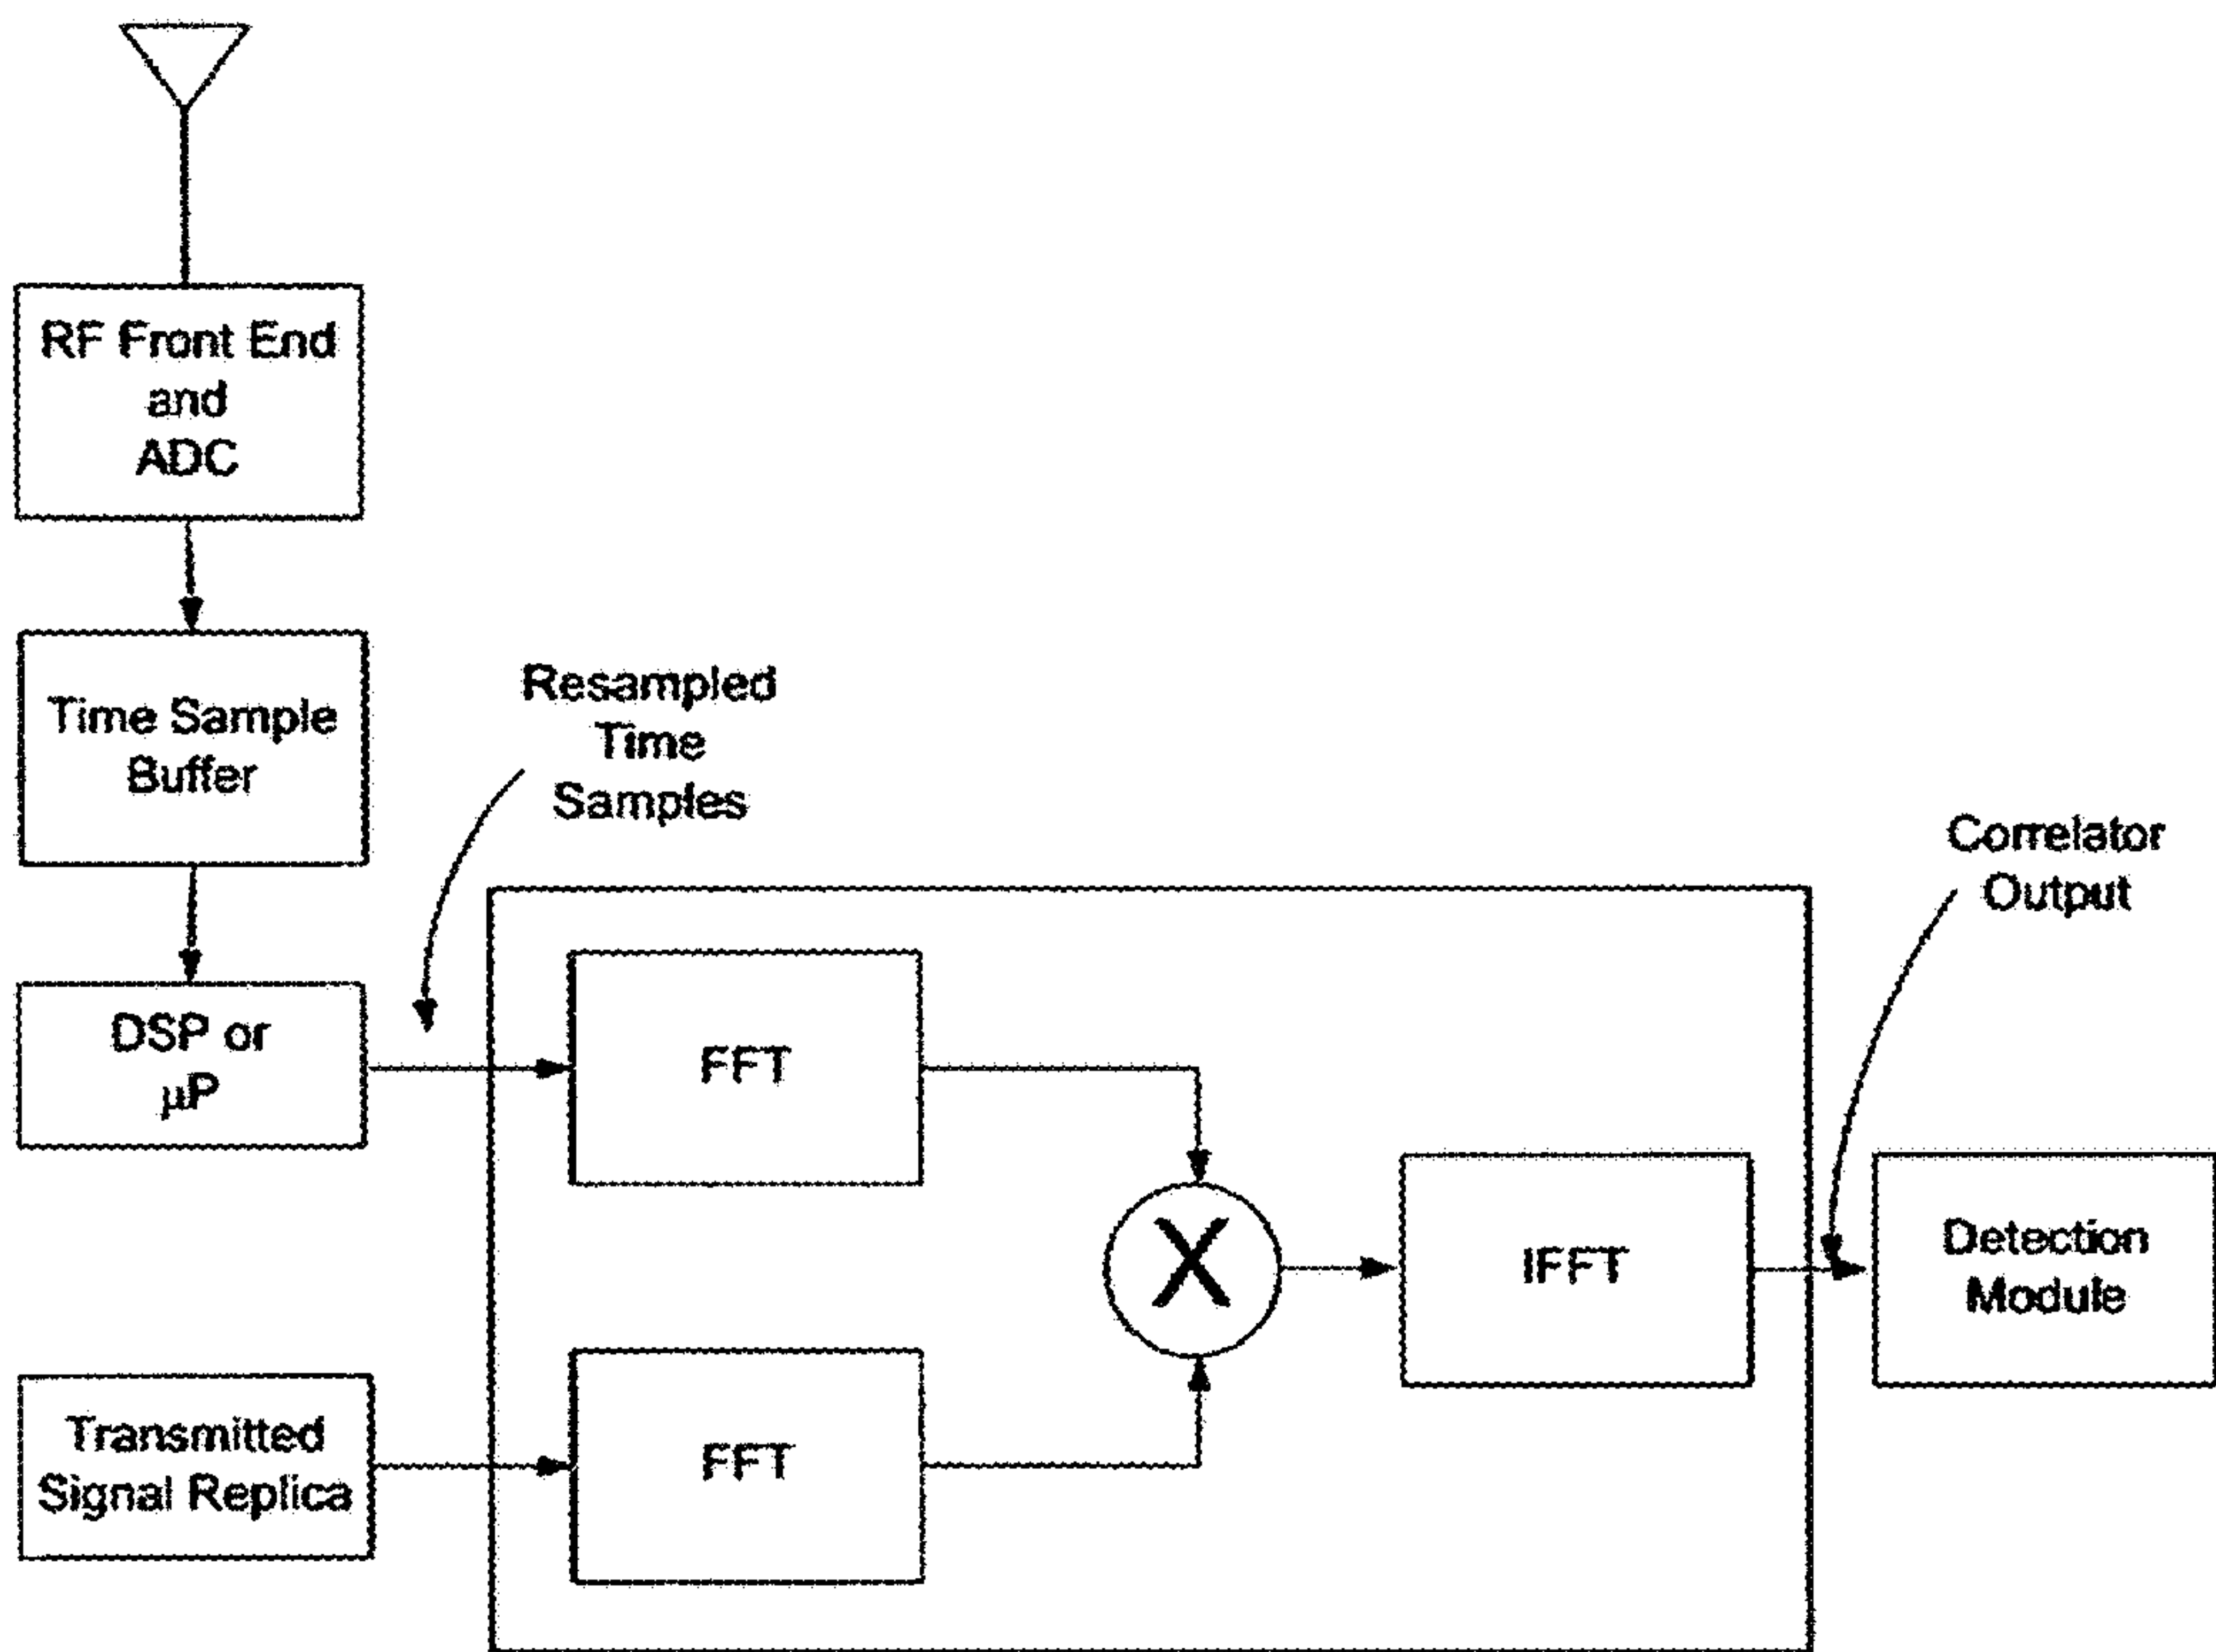 RF Front End
and
ADC
Time Sample
Buffer
Resampled
Time
Samples
Correlator
Output
DSP or
μP
FFT
X
IFFT
Detection
Module
Transmitted
Signal Replica
FFT